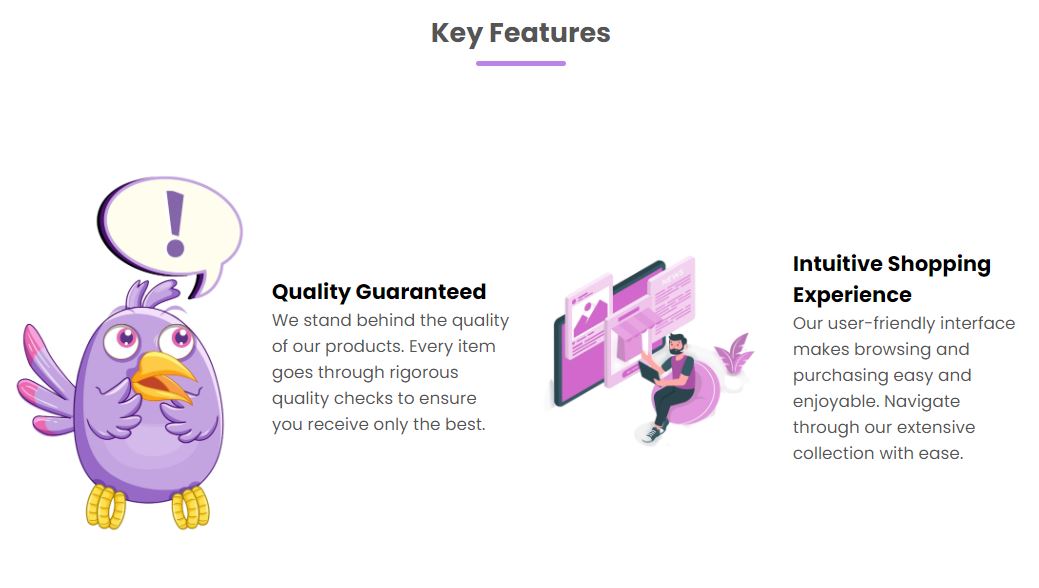 Key Features
!
Quality Guaranteed
We stand behind the quality
of our products. Every item
goes through rigorous
quality checks to ensure
you receive only the best.
NEWS
Intuitive Shopping
Experience
Our user-friendly interface
makes browsing and
purchasing easy and
enjoyable. Navigate
through our extensive
collection with ease.